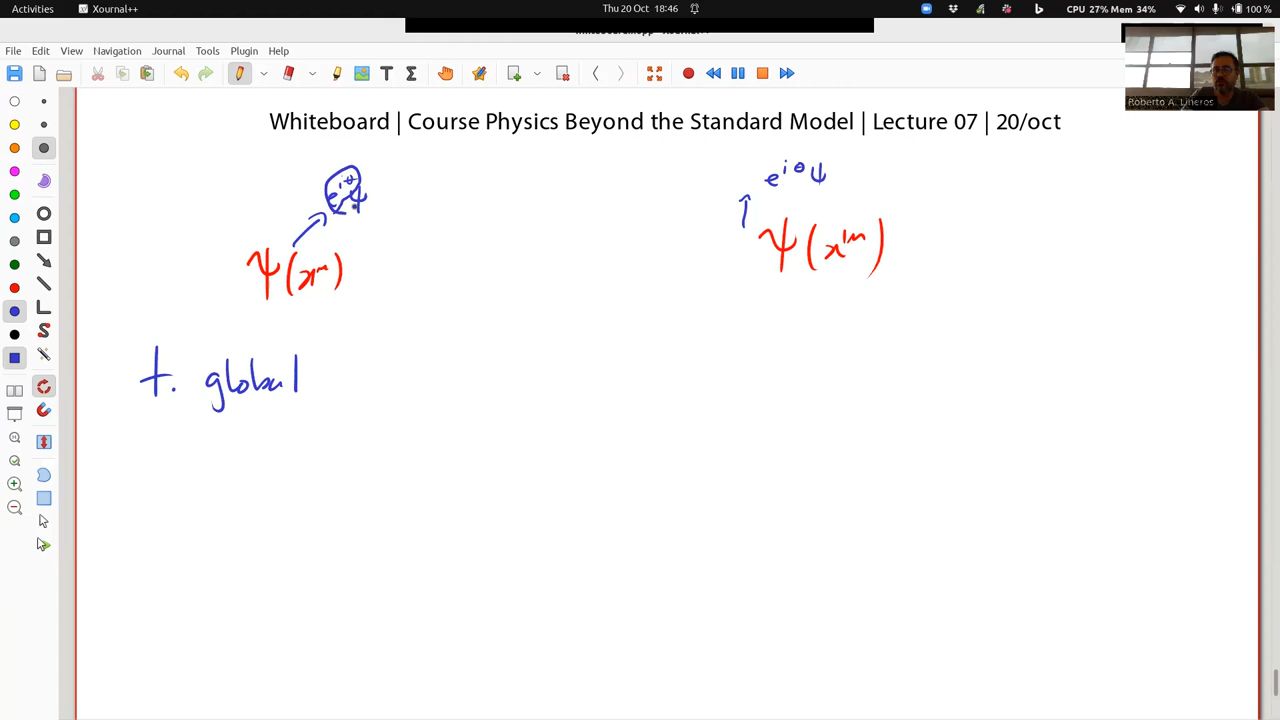 Activities Xournal++ Thu 20 Oct 18:46 CPU 27% Mem 34% 100 %
File Edit View Navigation Journal Tools Plugin Help
Roberto A. Lineros
Whiteboard | Course Physics Beyond the Standard Model | Lecture 07 | 20/oct
e^{iθ}ψ
e^{iθ}ψ
ψ(x^μ)
ψ(x'^μ)
t. global